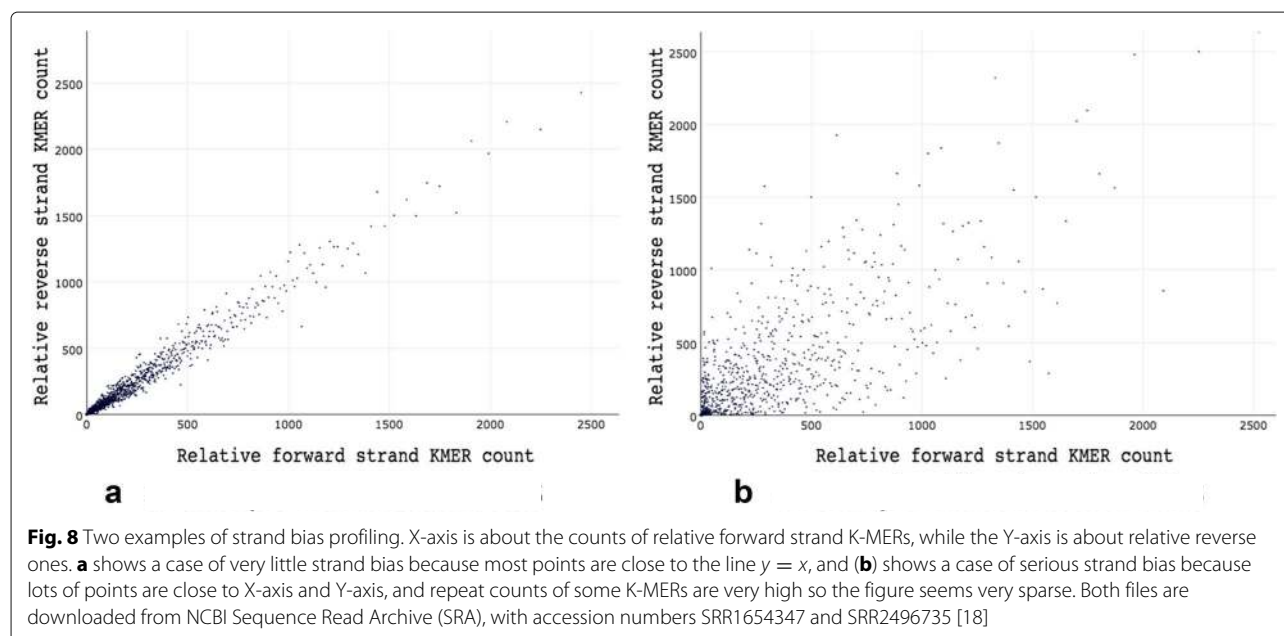 Relative reverse strand KMER count
2500
2000
1500
1000
500
0
0 500 1000 1500 2000 2500
Relative forward strand KMER count
a
Relative reverse strand KMER count
2500
2000
1500
1000
500
0
0 500 1000 1500 2000 2500
Relative forward strand KMER count
b
Fig. 8 Two examples of strand bias profiling. X-axis is about the counts of relative forward strand K-MERs, while the Y-axis is about relative reverse
ones. a shows a case of very little strand bias because most points are close to the line y = x, and (b) shows a case of serious strand bias because
lots of points are close to X-axis and Y-axis, and repeat counts of some K-MERs are very high so the figure seems very sparse. Both files are
downloaded from NCBI Sequence Read Archive (SRA), with accession numbers SRR1654347 and SRR2496735 [18]